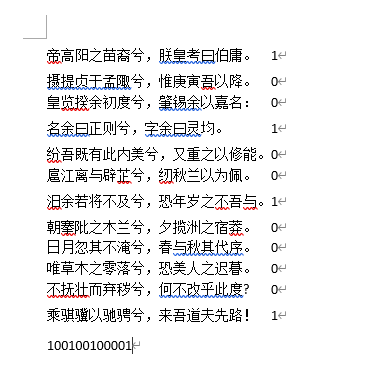 帝高阳之苗裔兮，朕皇考曰伯庸。 1
摄提贞于孟陬兮，惟庚寅吾以降。 0
皇览揆余初度兮，肇锡余以嘉名： 0
名余曰正则兮，字余曰灵均。 1
纷吾既有此内美兮，又重之以修能。0
扈江离与辟芷兮，纫秋兰以为佩。 0
汩余若将不及兮，恐年岁之不吾与。1
朝搴阰之木兰兮，夕揽洲之宿莽。 0
日月忽其不淹兮，春与秋其代序。 0
唯草木之零落兮，恐美人之迟暮。 0
不抚壮而弃秽兮，何不改乎此度？ 0
乘骐骥以驰骋兮，来吾道夫先路！ 1
100100100001